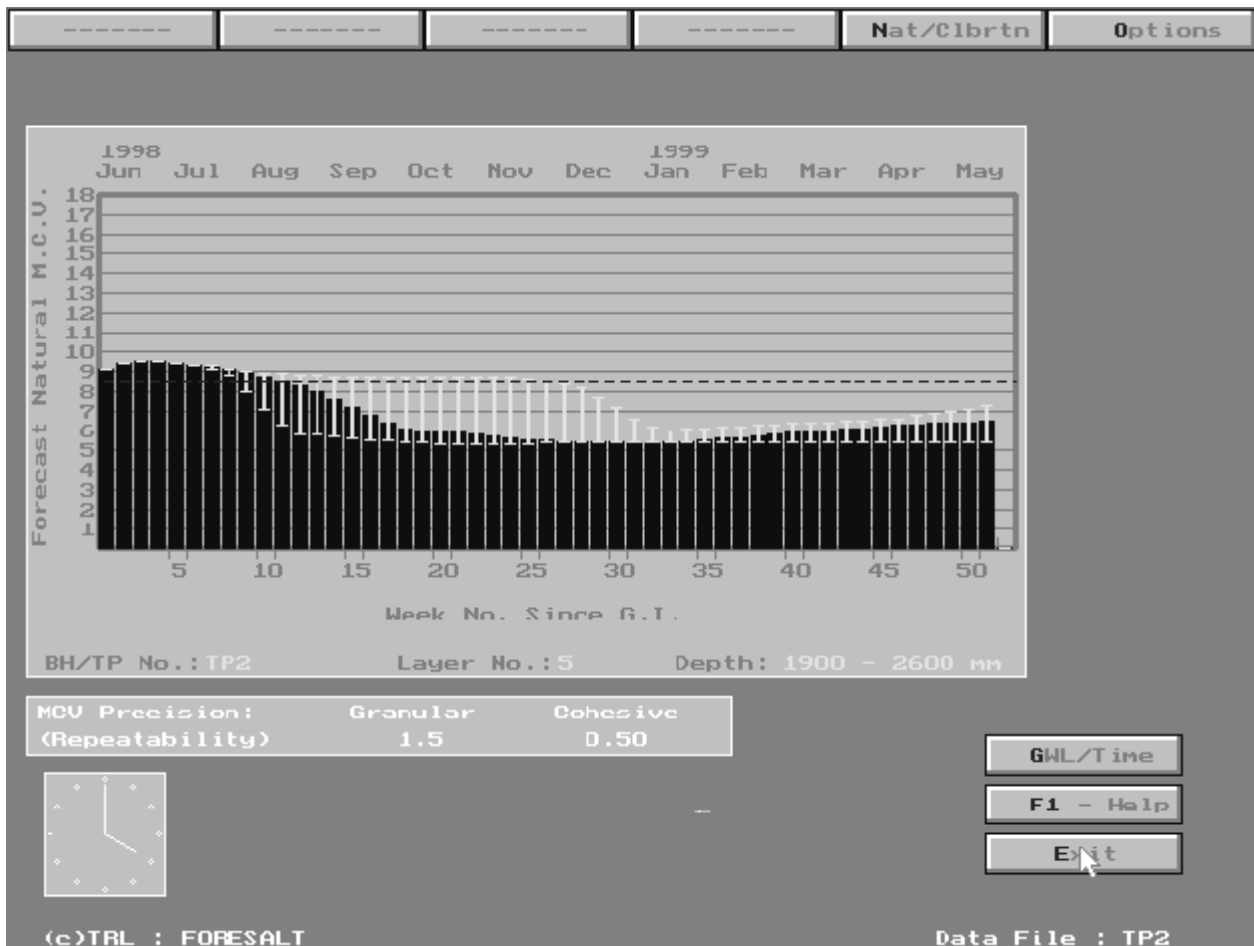 ------- ------- ------- ------- Nat/Clbrtn Options
1998 1999
Jun Jul Aug Sep Oct Nov Dec Jan Feb Mar Apr May
Forecast Natural M.C.V.
18
17
16
15
14
13
12
11
10
9
8
7
6
5
4
3
2
1
5 10 15 20 25 30 35 40 45 50
Week No. Since G.I.
BH/TP No.:TP2 Layer No.:5 Depth: 1900 - 2600 mm
MCV Precision: Granular Cohesive
(Repeatability) 1.5 0.50
GWL/Time
F1 - Help
Exit
(c)TRL : FORESALT Data File : TP2